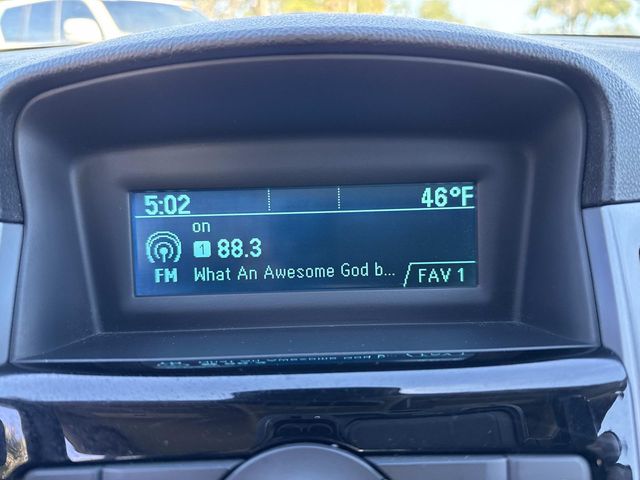 5:02 46°F
on
1 88.3
FM What An Awesome God b... FAV 1